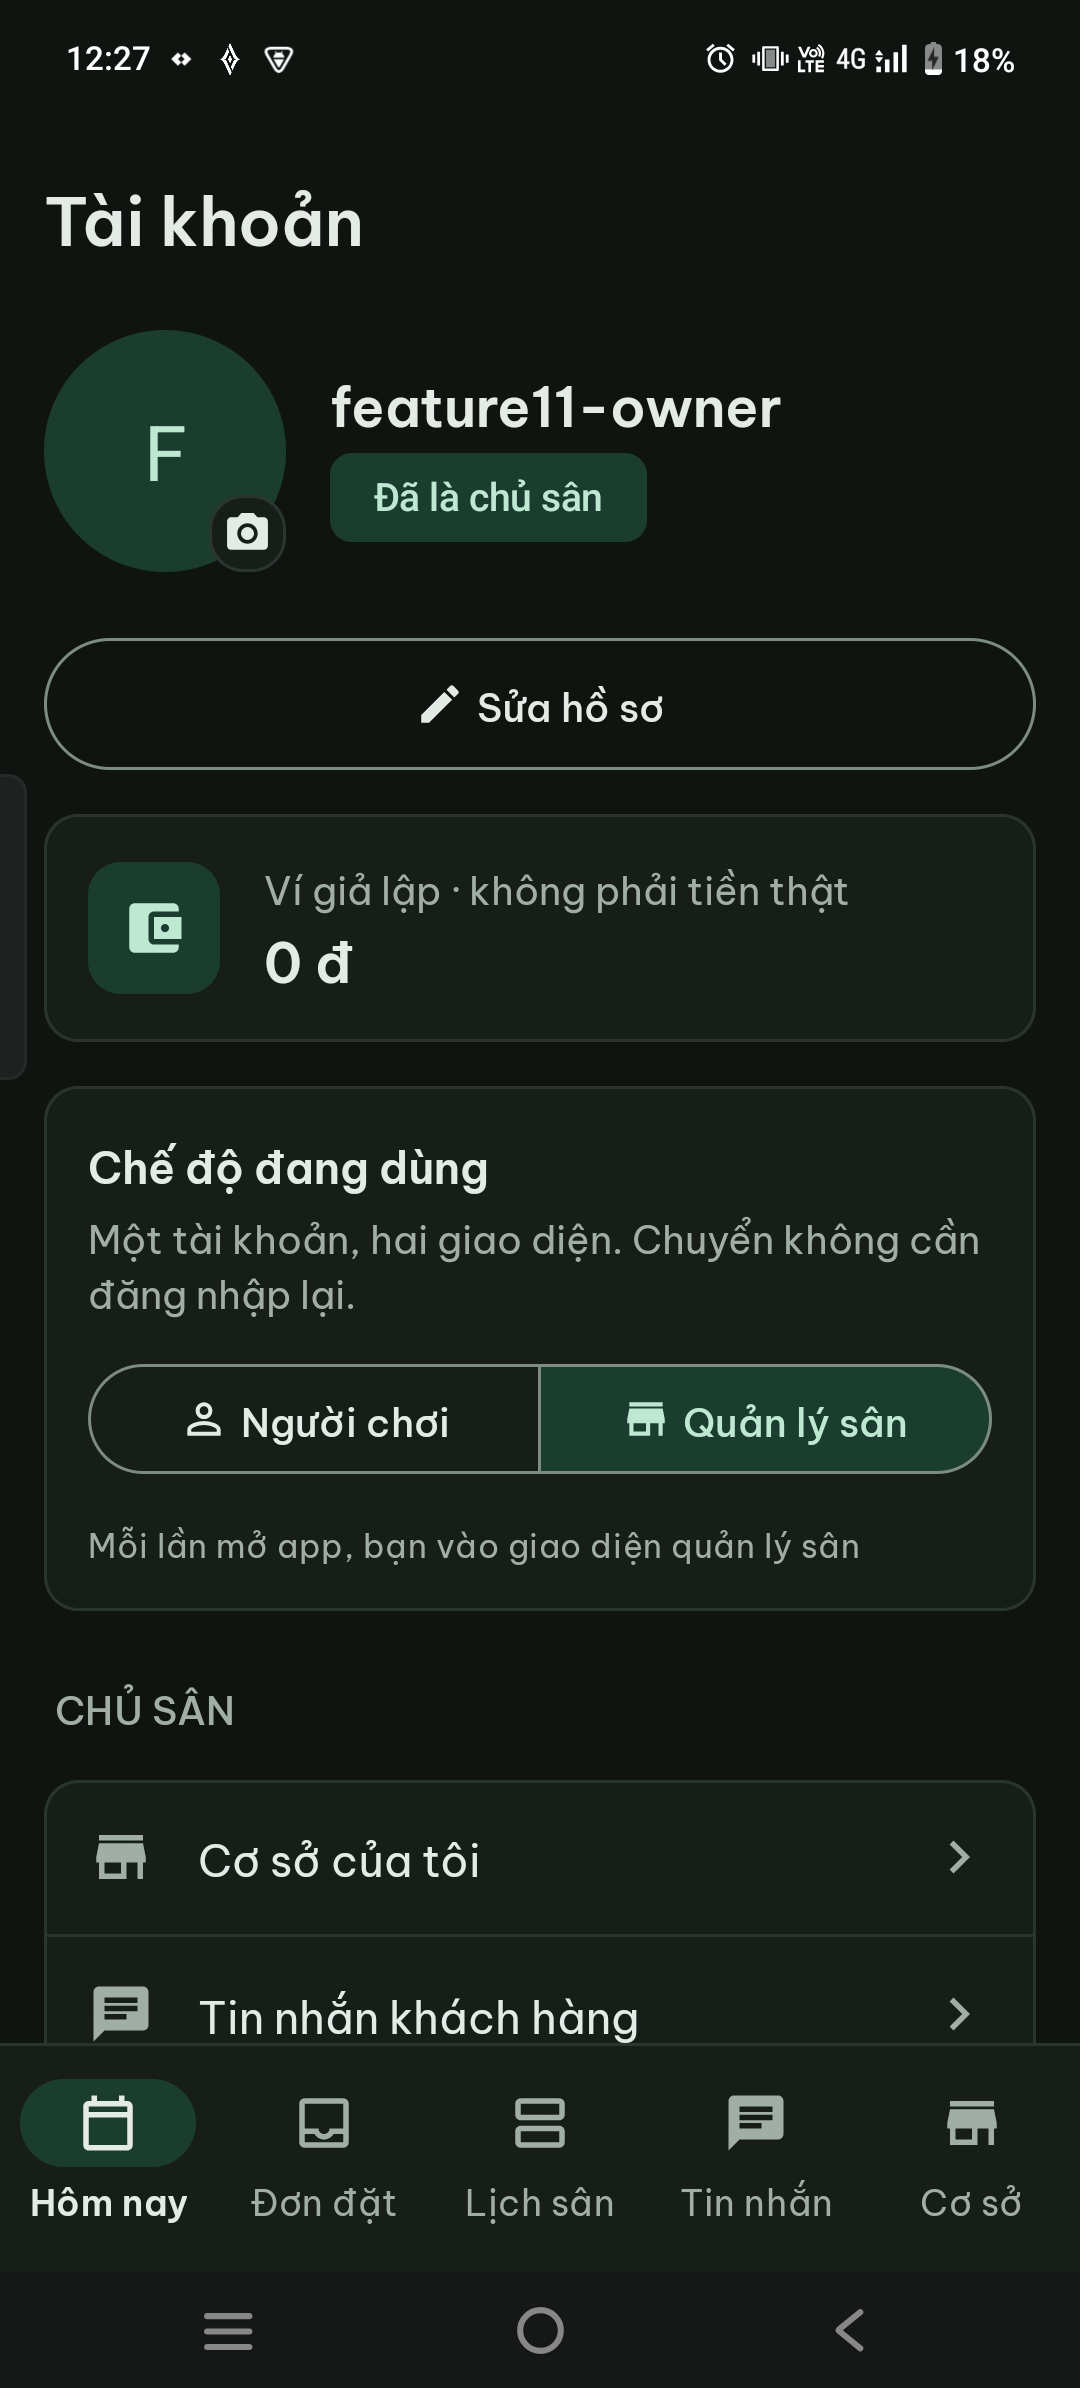 12:27
VoLTE 4G 18%
Tài khoản
F
feature11-owner
Đã là chủ sân
Sửa hồ sơ
Ví giả lập · không phải tiền thật
0 đ
Chế độ đang dùng
Một tài khoản, hai giao diện. Chuyển không cần
đăng nhập lại.
Người chơi
Quản lý sân
Mỗi lần mở app, bạn vào giao diện quản lý sân
CHỦ SÂN
Cơ sở của tôi
Tin nhắn khách hàng
Hôm nay
Đơn đặt
Lịch sân
Tin nhắn
Cơ sở